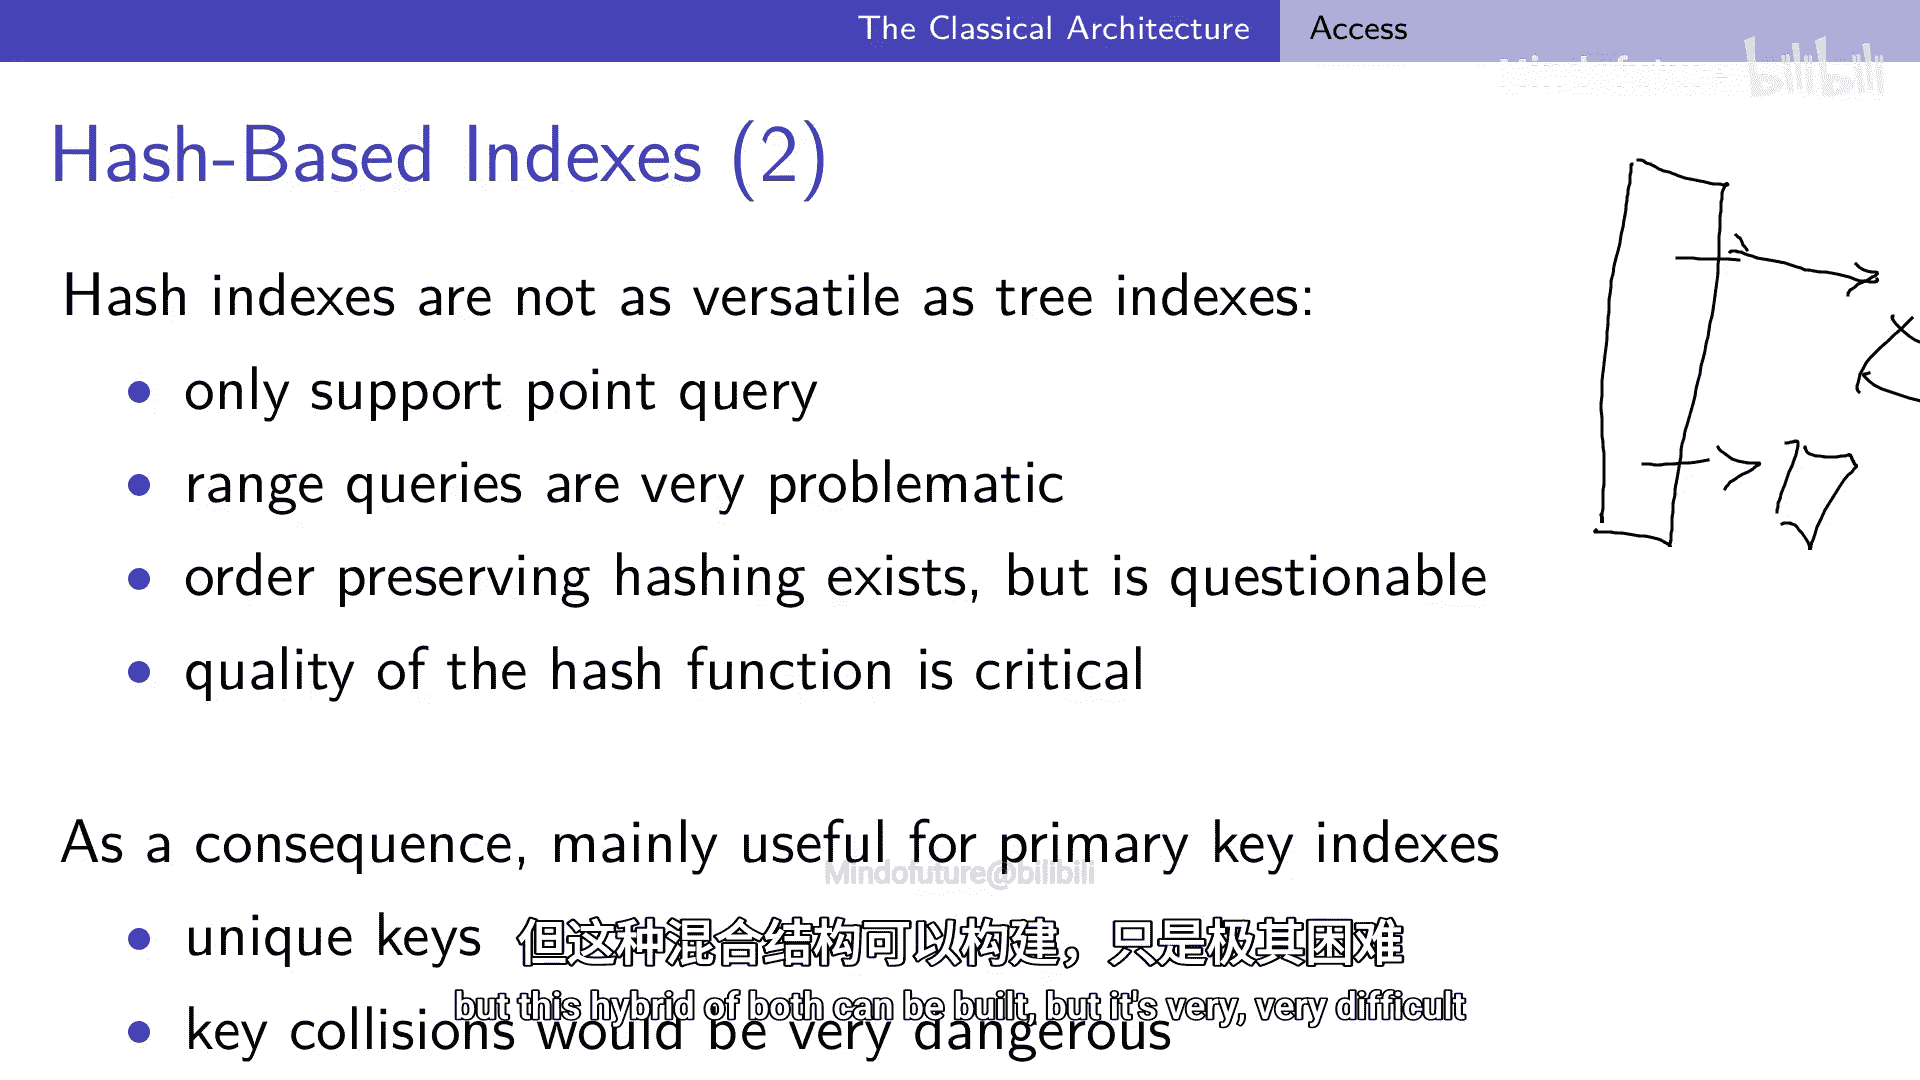 The Classical Architecture
Access
bilibili
Hash-Based Indexes (2)
Hash indexes are not as versatile as tree indexes:
only support point query
range queries are very problematic
order preserving hashing exists, but is questionable
quality of the hash function is critical
As a consequence, mainly useful for primary key indexes
Mindofuture@bilibili
unique keys
但这种混合结构可以构建，只是极其困难
but this hybrid of both can be built, but it's very, very difficult
key collisions would be very dangerous